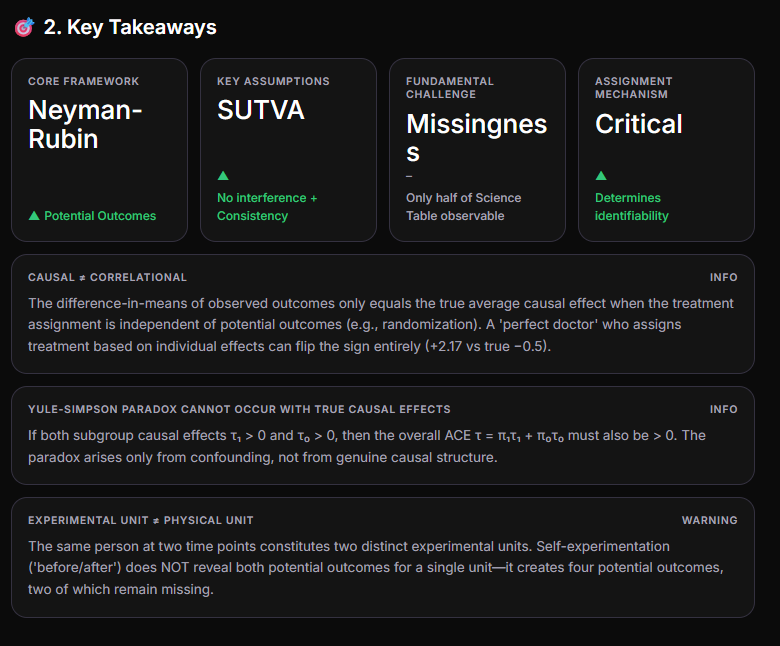 🎯 2. Key Takeaways
CORE FRAMEWORK
Neyman-
Rubin
▲ Potential Outcomes
KEY ASSUMPTIONS
SUTVA
▲
No interference +
Consistency
FUNDAMENTAL
CHALLENGE
Missingnes
s
–
Only half of Science
Table observable
ASSIGNMENT
MECHANISM
Critical
▲
Determines
identifiability
CAUSAL ≠ CORRELATIONAL INFO
The difference-in-means of observed outcomes only equals the true average causal effect when the treatment
assignment is independent of potential outcomes (e.g., randomization). A 'perfect doctor' who assigns
treatment based on individual effects can flip the sign entirely (+2.17 vs true −0.5).
YULE-SIMPSON PARADOX CANNOT OCCUR WITH TRUE CAUSAL EFFECTS INFO
If both subgroup causal effects τ₁ > 0 and τ₀ > 0, then the overall ACE τ = π₁τ₁ + π₀τ₀ must also be > 0. The
paradox arises only from confounding, not from genuine causal structure.
EXPERIMENTAL UNIT ≠ PHYSICAL UNIT WARNING
The same person at two time points constitutes two distinct experimental units. Self-experimentation
('before/after') does NOT reveal both potential outcomes for a single unit—it creates four potential outcomes,
two of which remain missing.